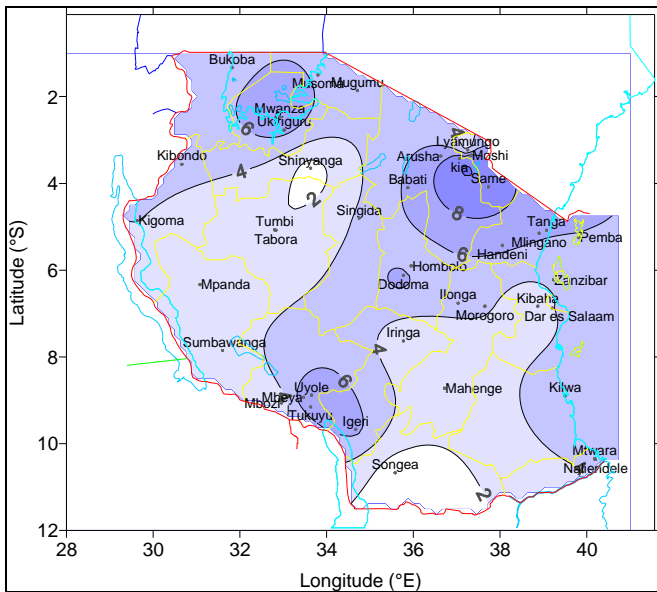 Bukoba
Musoma
Mugumu
2
Mwanza
Ukiriguru
6
4
Lyamungo
Kibondo
Arusha
Moshi
4
Shinyanga
kia
4
Babati
Same
2
8
Kigoma
Tumbi
Singida
Tanga
Tabora
Mlingano
Pemba
6
Handeni
6
Hombolo
Mpanda
Dodoma
Zanzibar
Ilonga
Kibaha
Morogoro
Dar es Salaam
Sumbawanga
Iringa
4
8
6
Uyole
Mahenge
Kilwa
Mbeya
Mbozi
Tukuyu
Igeri
10
Mtwara
Songea
Naliendele
2
12
28
30
32
34
36
38
40
Latitude (°S)
Longitude (°E)